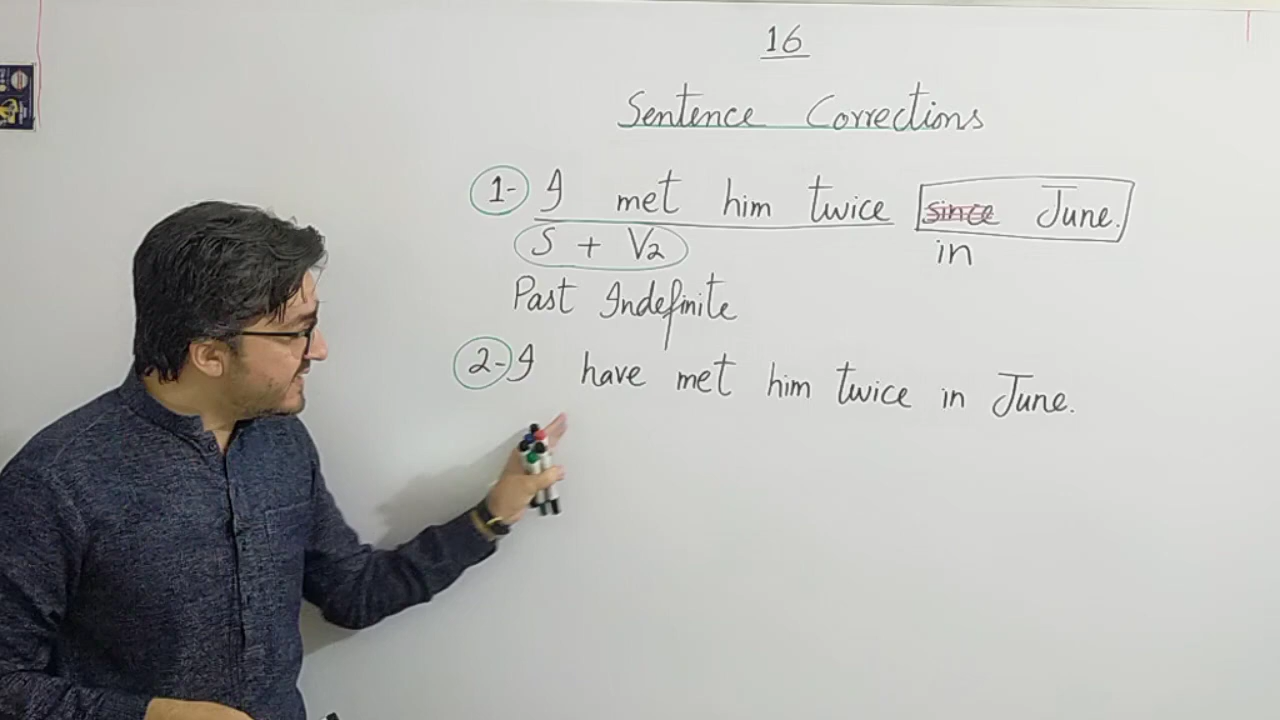 16
Sentence Corrections
1- I met him twice since June.
in
S + V2
Past Indefinite
2- I have met him twice in June.